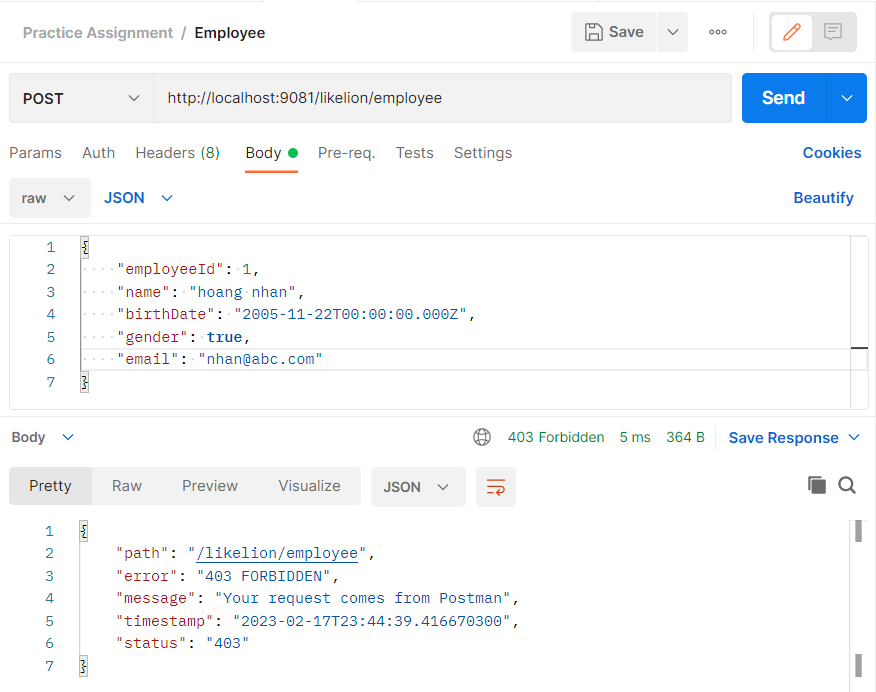 Practice Assignment / Employee
Save
POST
http://localhost:9081/likelion/employee
Send
Params Auth Headers (8) Body Pre-req. Tests Settings Cookies
raw JSON Beautify
1 {
2 "employeeId": 1,
3 "name": "hoang nhan",
4 "birthDate": "2005-11-22T00:00:00.000Z",
5 "gender": true,
6 "email": "nhan@abc.com"
7 }
Body 403 Forbidden 5 ms 364 B Save Response
Pretty Raw Preview Visualize JSON
1 {
2 "path": "/likelion/employee",
3 "error": "403 FORBIDDEN",
4 "message": "Your request comes from Postman",
5 "timestamp": "2023-02-17T23:44:39.416670300",
6 "status": "403"
7 }